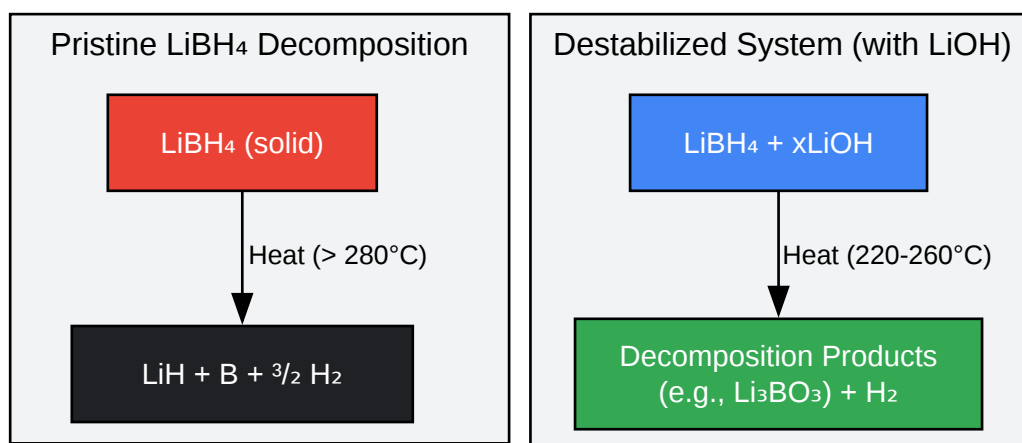 Pristine LiBH₄ Decomposition
LiBH₄ (solid)
Heat (> 280°C)
LiH + B + ³/₂ H₂
Destabilized System (with LiOH)
LiBH₄ + xLiOH
Heat (220-260°C)
Decomposition Products
(e.g., Li₃BO₃) + H₂